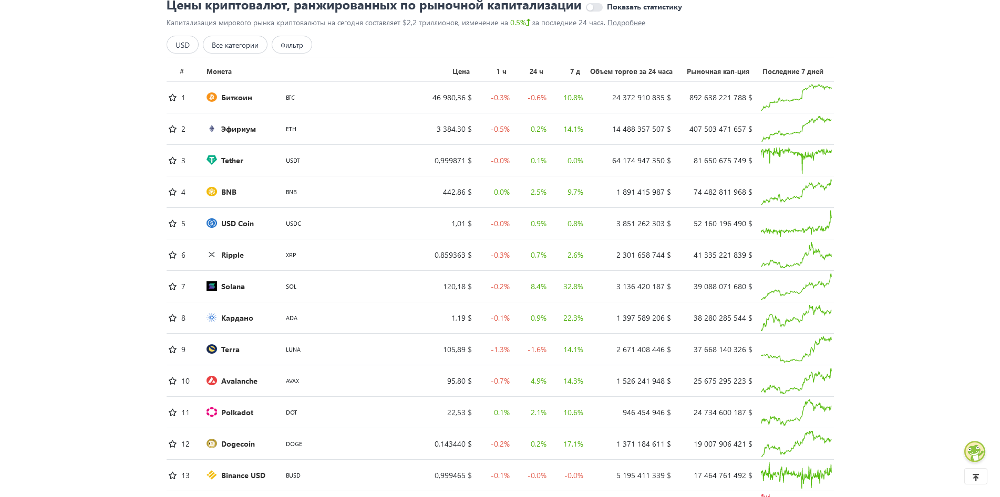 Цены криптовалют, ранжированных по рыночной капитализации Показать статистику
Капитализация мирового рынка криптовалюты на сегодня составляет $2,2 триллионов, изменение на 0.5% за последние 24 часа. Подробнее
USD Все категории Фильтр
# Монета Цена 1 ч 24 ч 7 д Объем торгов за 24 часа Рыночная кап-ция Последние 7 дней
1 Биткоин BTC 46 980,36 $ -0.3% -0.6% 10.8% 24 372 910 835 $ 892 638 221 788 $
2 Эфириум ETH 3 384,30 $ -0.5% 0.2% 14.1% 14 488 357 507 $ 407 503 471 657 $
3 Tether USDT 0,999871 $ -0.0% 0.1% 0.0% 64 174 947 350 $ 81 650 675 749 $
4 BNB BNB 442,86 $ 0.0% 2.5% 9.7% 1 891 415 987 $ 74 482 811 968 $
5 USD Coin USDC 1,01 $ -0.0% 0.9% 0.8% 3 851 262 303 $ 52 160 196 490 $
6 Ripple XRP 0,859363 $ -0.3% 0.7% 2.6% 2 301 658 744 $ 41 335 221 839 $
7 Solana SOL 120,18 $ -0.2% 8.4% 32.8% 3 136 420 187 $ 39 088 071 680 $
8 Кардано ADA 1,19 $ -0.1% 0.9% 22.3% 1 397 589 206 $ 38 280 285 544 $
9 Terra LUNA 105,89 $ -1.3% -1.6% 14.1% 2 671 408 446 $ 37 668 140 326 $
10 Avalanche AVAX 95,80 $ -0.7% 4.9% 14.3% 1 526 241 948 $ 25 675 295 223 $
11 Polkadot DOT 22,53 $ 0.1% 2.1% 10.6% 946 454 946 $ 24 734 600 187 $
12 Dogecoin DOGE 0,143440 $ -0.2% 0.2% 17.1% 1 371 184 611 $ 19 007 906 421 $
13 Binance USD BUSD 0,999465 $ -0.1% -0.0% -0.0% 5 195 411 339 $ 17 464 761 492 $